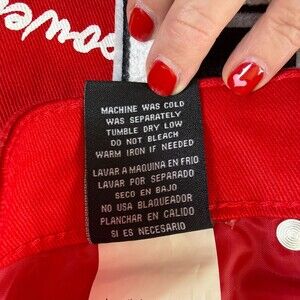 MACHINE WAS COLD
WAS SEPARATELY
TUMBLE DRY LOW
DO NOT BLEACH
WARM IRON IF NEEDED
LAVAR A MAQUINA EN FRIO
LAVAR POR SEPARADO
SECO EN BAJO
NO USA BLAQUEADOR
PLANCHAR EN CALIDO
SI ES NECESARIO